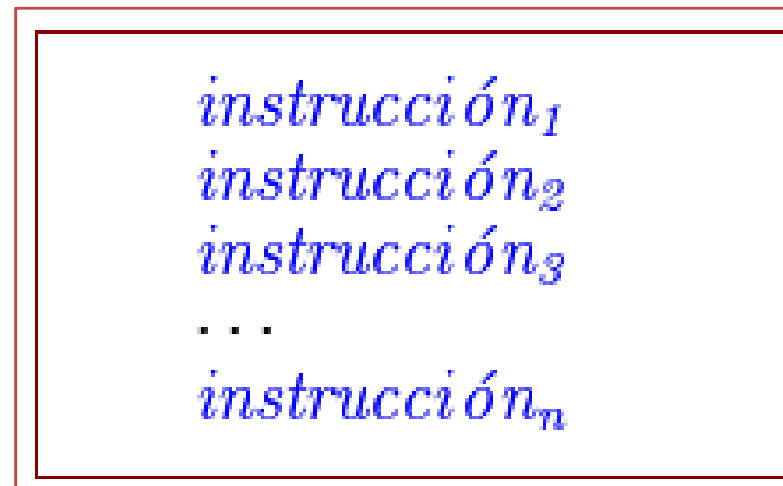 instrucción₁
instrucción₂
instrucción₃
. . .
instrucciónₙ